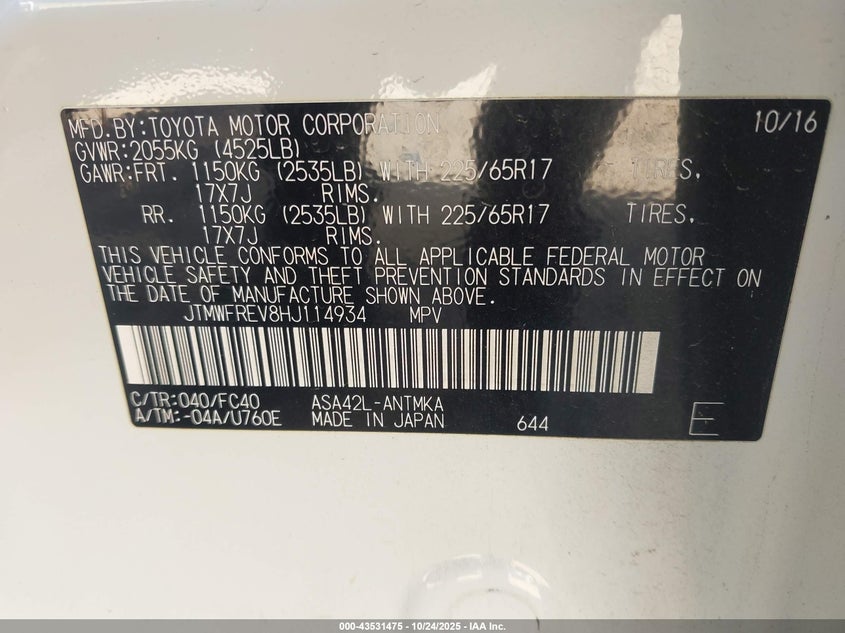 MFD.BY:TOYOTA MOTOR CORPORATION 10/16
GVWR:2055KG (4525LB)
GAWR:FRT. 1150KG (2535LB) WITH 225/65R17 TIRES,
17X7J RIMS.
RR. 1150KG (2535LB) WITH 225/65R17 TIRES,
17X7J RIMS.
THIS VEHICLE CONFORMS TO ALL APPLICABLE FEDERAL MOTOR
VEHICLE SAFETY AND THEFT PREVENTION STANDARDS IN EFFECT ON
THE DATE OF MANUFACTURE SHOWN ABOVE.
JTMWFREV8HJ114934 MPV
C/TR:040/FC40 ASA42L-ANTMKA
A/TM:-04A/U760E MADE IN JAPAN 644 E
000-43531475 - 10/24/2025 - IAA Inc.